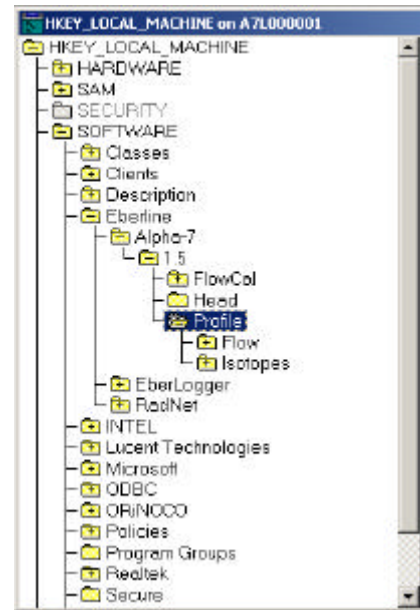 HKEY_LOCAL_MACHINE on A7L000001
HKEY_LOCAL_MACHINE
HARDWARE
SAM
SECURITY
SOFTWARE
Classes
Clients
Description
Eberline
Alpha-7
1.5
FlowCal
Head
Profile
Flow
Isotopes
EberLogger
RadNet
INTEL
Lucent Technologies
Microsoft
ODBC
ORiNOCO
Policies
Program Groups
Realtek
Secure